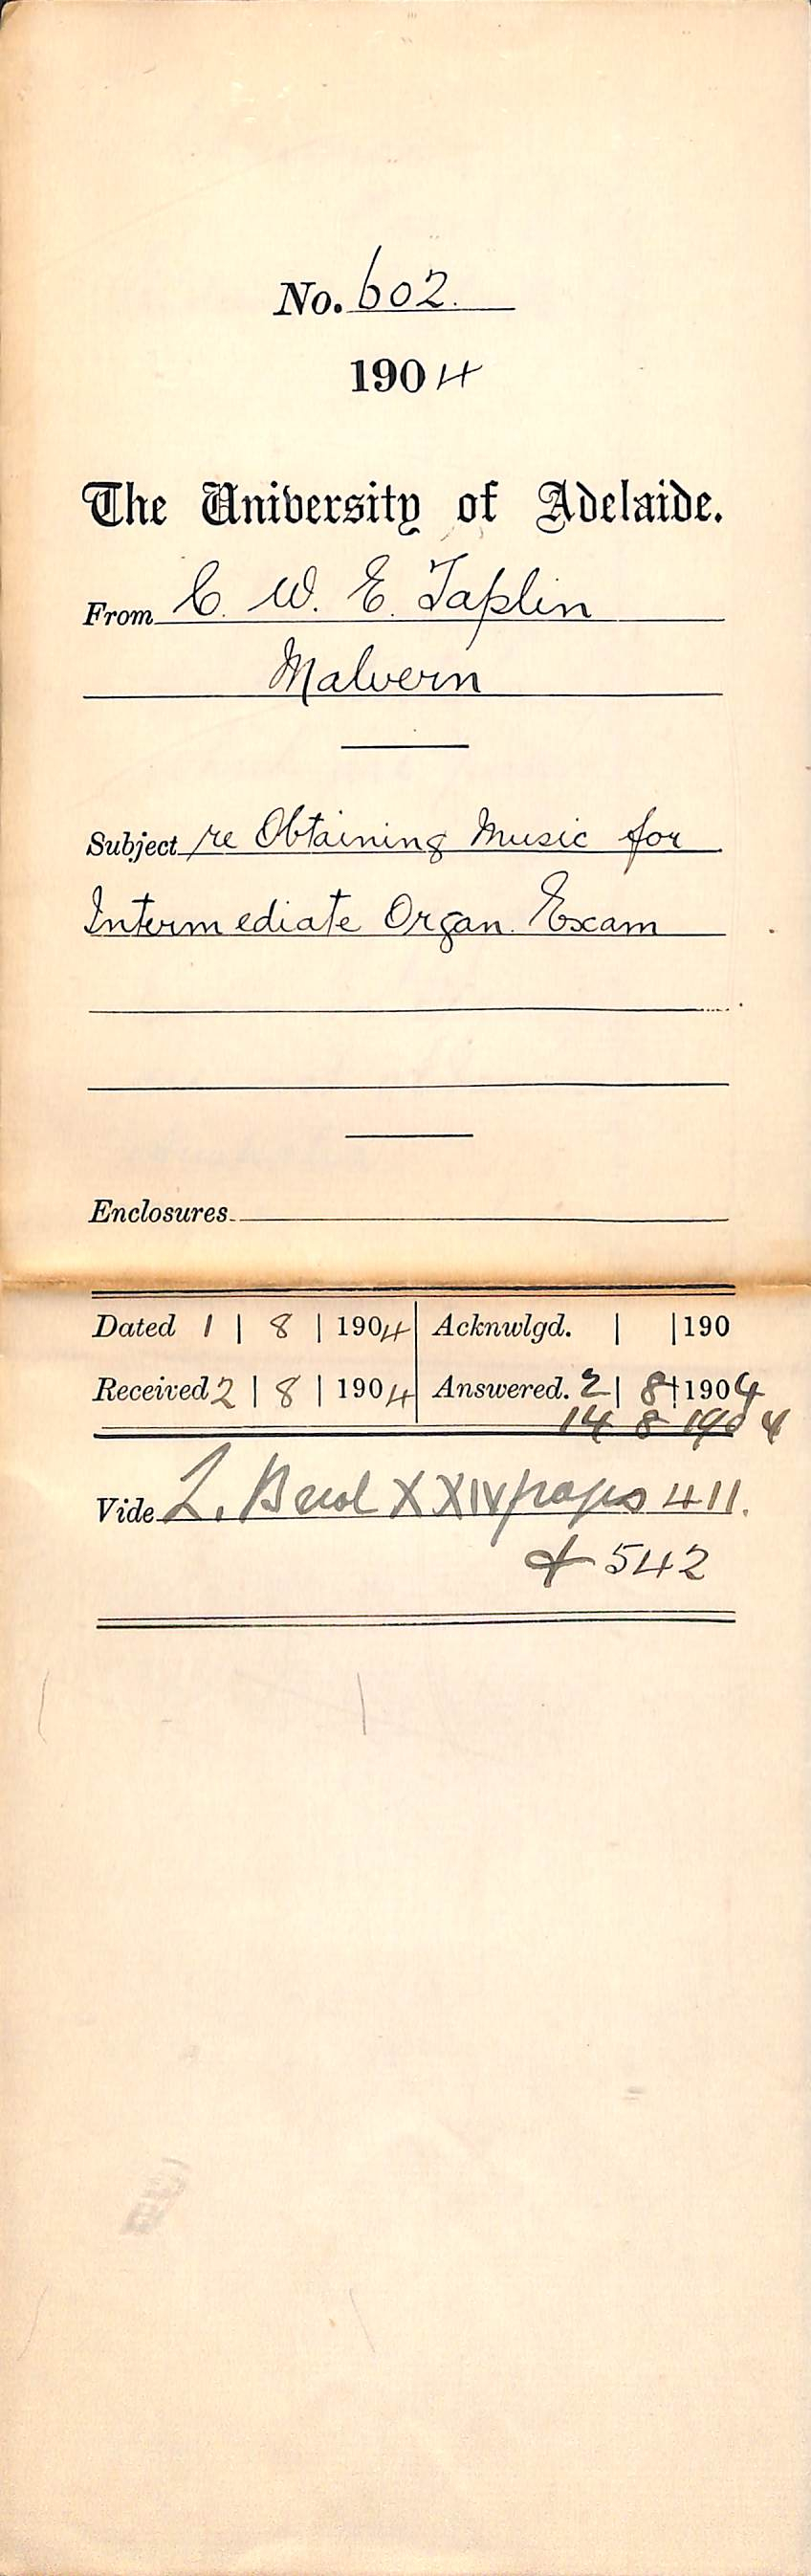 No. 602.
1904
The University of Adelaide.
From C. W. E. Taplin
Malvern
Subject re Obtaining Music for
Intermediate Organ. Exam
Enclosures
Dated 1 | 8 | 1904 Acknwlgd. | | 190
Received 2 | 8 | 1904 Answered. 2 | 8 | 1904
14 8 1904
Vide L. Book XXIV pages 411.
& 542